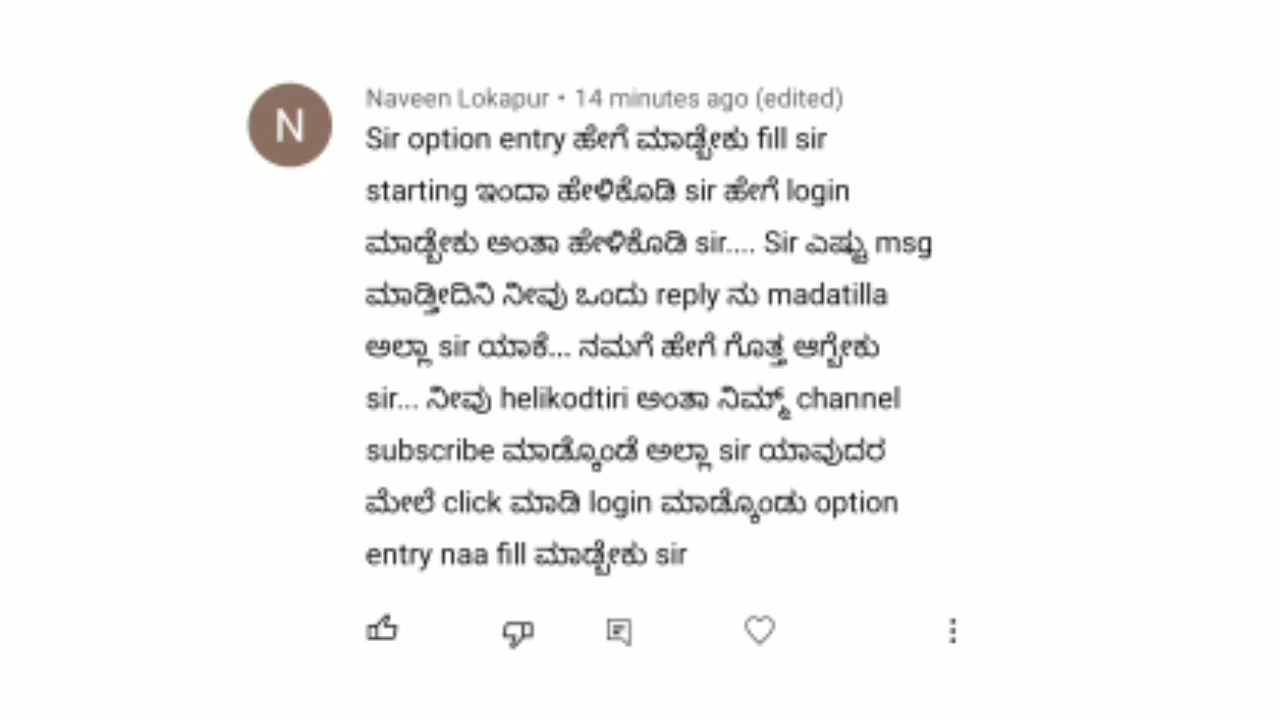 N
Naveen Lokapur • 14 minutes ago (edited)
Sir option entry ಹೇಗೆ ಮಾಡ್ಬೇಕು fill sir
starting ಇಂದಾ ಹೇಳಿಕೊಡಿ sir ಹೇಗೆ login
ಮಾಡ್ಬೇಕು ಅಂತಾ ಹೇಳಿಕೊಡಿ sir.... Sir ಎಷ್ಟು msg
ಮಾಡ್ತೀದಿನಿ ನೀವು ಒಂದು reply ನು madatilla
ಅಲ್ಲಾ sir ಯಾಕೆ... ನಮಗೆ ಹೇಗೆ ಗೊತ್ತ ಆಗ್ಬೇಕು
sir... ನೀವು helikodtiri ಅಂತಾ ನಿಮ್ಮ್ channel
subscribe ಮಾಡ್ಕೊಂಡೆ ಅಲ್ಲಾ sir ಯಾವುದರ
ಮೇಲೆ click ಮಾಡಿ login ಮಾಡ್ಕೊಂಡು option
entry naa fill ಮಾಡ್ಬೇಕು sir